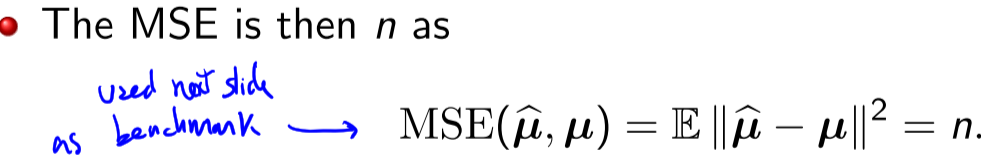 • The MSE is then n as
used next slide
as benchmark →
MSE(μ̂, μ) = 𝔼 ‖μ̂ − μ‖² = n.